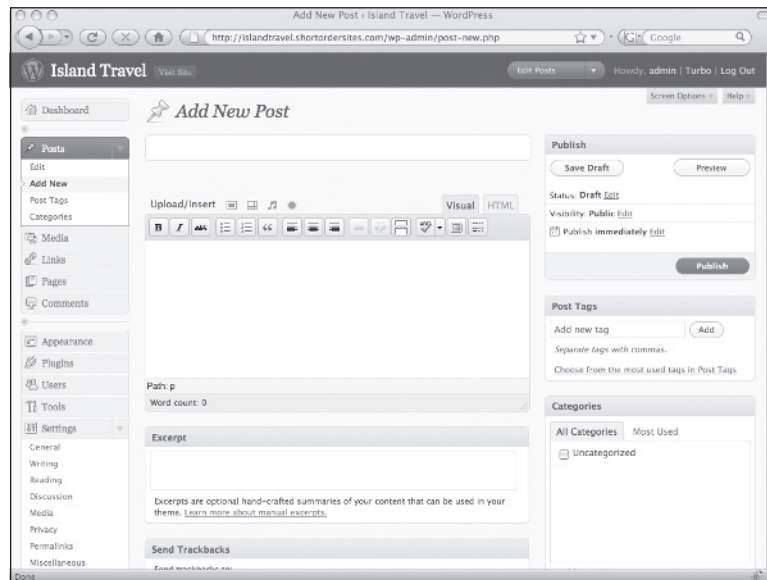 Add New Post ‹ Island Travel — WordPress
http://islandtravel.shortordersites.com/wp-admin/post-new.php
G Google
Island Travel
Visit Site
Edit Posts
Howdy, admin | Turbo | Log Out
Screen Options
Help
Dashboard
Posts
Edit
Add New
Post Tags
Categories
Media
Links
Pages
Comments
Appearance
Plugins
Users
Tools
Settings
General
Writing
Reading
Discussion
Media
Privacy
Permalinks
Miscellaneous
Add New Post
Upload/Insert
Visual
HTML
B I ABC
Path: p
Word count: 0
Excerpt
Excerpts are optional hand-crafted summaries of your content that can be used in your
theme. Learn more about manual excerpts.
Send Trackbacks
Send trackbacks to:
Publish
Save Draft
Preview
Status: Draft Edit
Visibility: Public Edit
Publish immediately Edit
Publish
Post Tags
Add new tag
Add
Separate tags with commas.
Choose from the most used tags in Post Tags
Categories
All Categories
Most Used
Uncategorized
Done